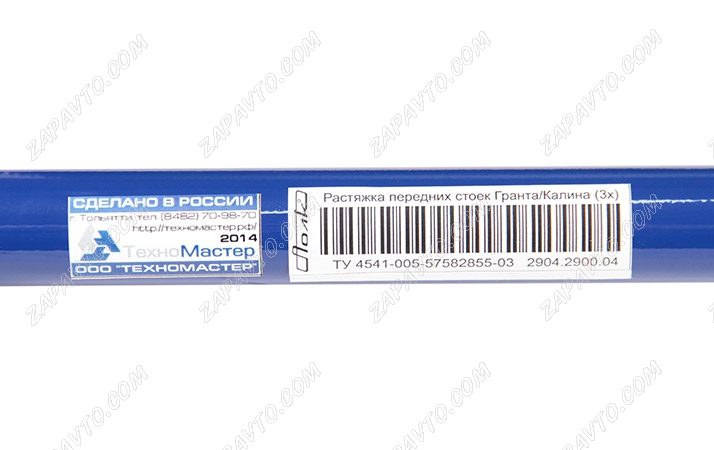 СДЕЛАНО В РОССИИ
г. Тольятти тел. (8482) 70-98-70
http://техномастер.рф/
2014
ТехноМастер
ООО "ТЕХНОМАСТЕР"
Полка
Растяжка передних стоек Гранта/Калина (3х)
ТУ 4541-005-57582855-03 2904.2900.04
ZAPAVTO.COM